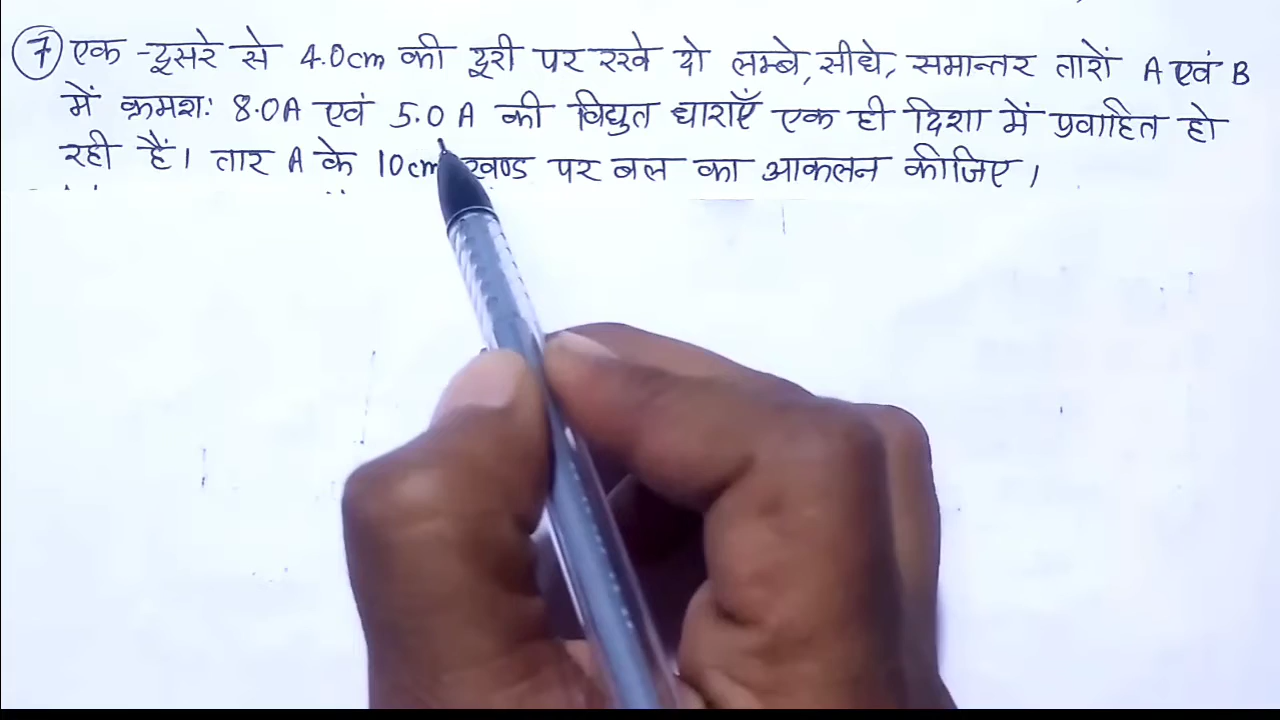 7 एक दूसरे से 4.0cm की दूरी पर रखे दो लम्बे, सीधे, समान्तर तारों A एवं B
में क्रमश: 8.0A एवं 5.0 A की विद्युत धाराएँ एक ही दिशा में प्रवाहित हो
रही हैं। तार A के 10cm खण्ड पर बल का आकलन कीजिए।